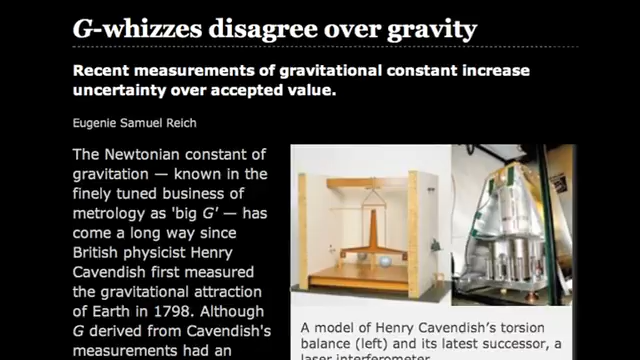 G-whizzes disagree over gravity
Recent measurements of gravitational constant increase
uncertainty over accepted value.
Eugenie Samuel Reich
The Newtonian constant of
gravitation — known in the
finely tuned business of
metrology as 'big G' — has
come a long way since
British physicist Henry
Cavendish first measured
the gravitational attraction
of Earth in 1798. Although
G derived from Cavendish's
measurements had an
A model of Henry Cavendish's torsion
balance (left) and its latest successor, a
laser interferometer